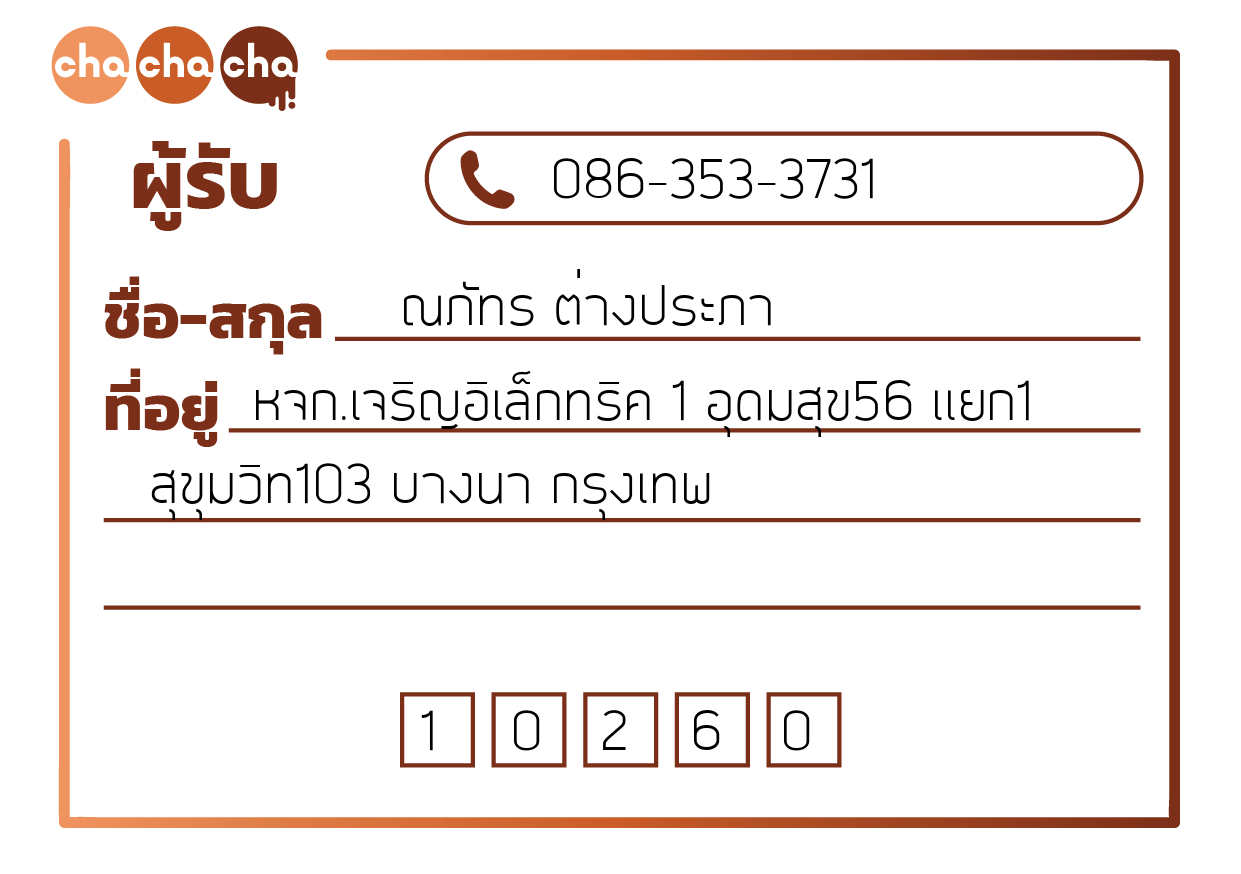 cha cha cha
ผู้รับ 086-353-3731
ชื่อ-สกุล ณภัทร ต่างประภา
ที่อยู่ หจก.เจริญอิเล็กทริค 1 อุดมสุข56 แยก1
สุขุมวิท103 บางนา กรุงเทพ
1 0 2 6 0